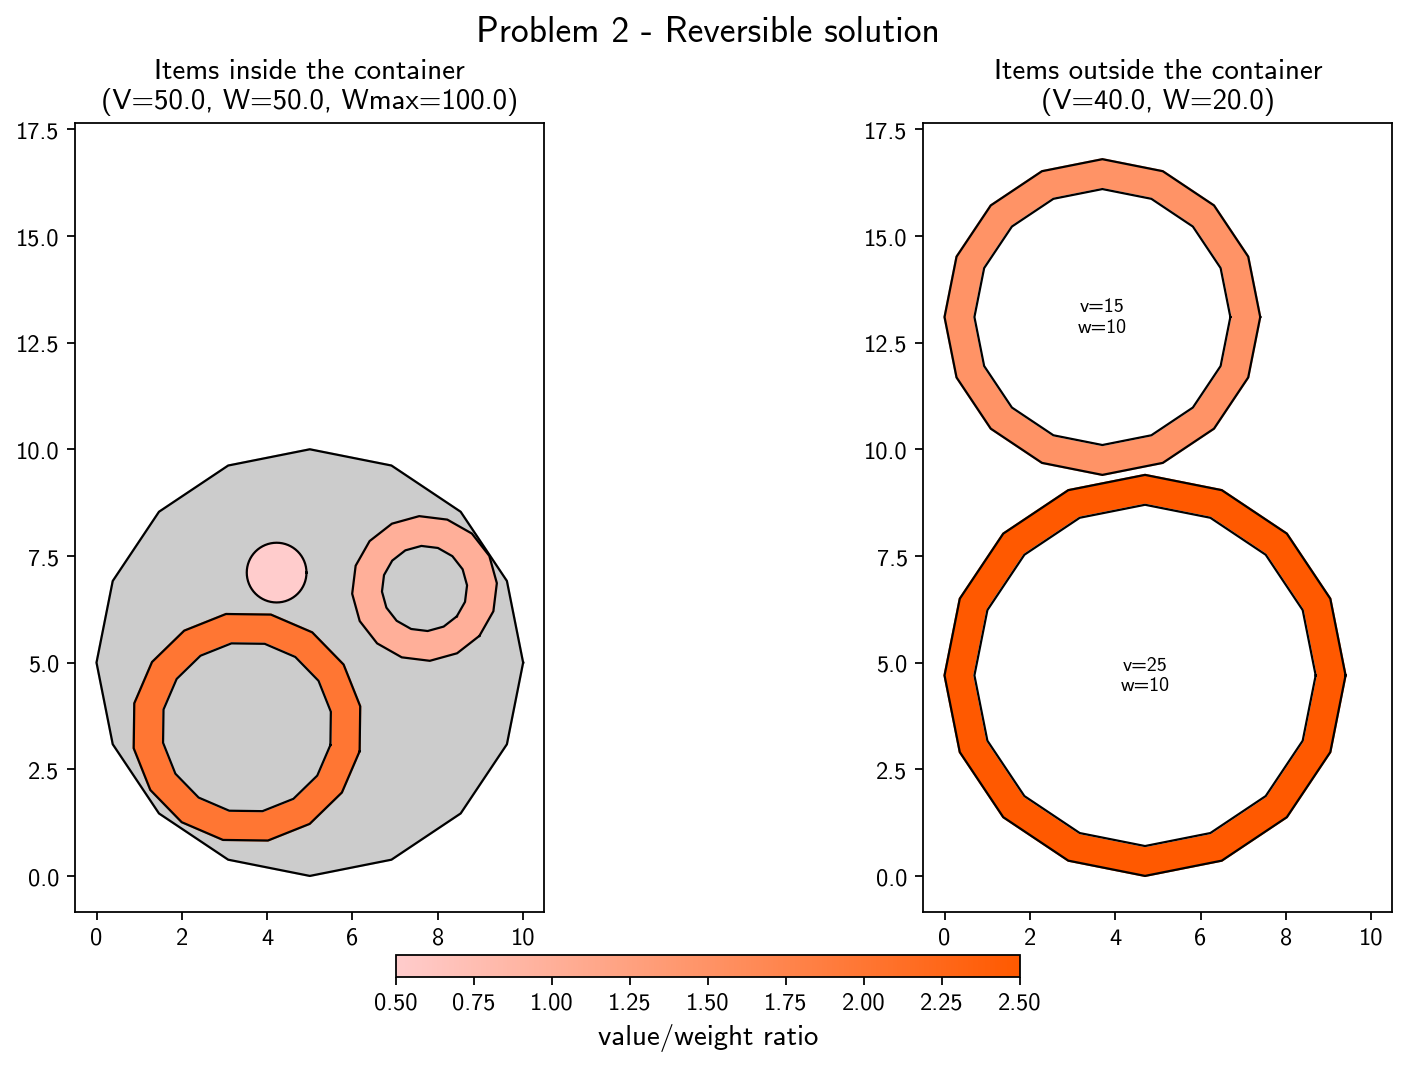 Problem 2 - Reversible solution
Items inside the container
(V=50.0, W=50.0, Wmax=100.0)
17.5
15.0
12.5
10.0
7.5
5.0
2.5
0.0
0 2 4 6 8 10
Items outside the container
(V=40.0, W=20.0)
17.5
15.0
12.5
10.0
7.5
5.0
2.5
0.0
v=15
w=10
v=25
w=10
0 2 4 6 8 10
0.50 0.75 1.00 1.25 1.50 1.75 2.00 2.25 2.50
value/weight ratio